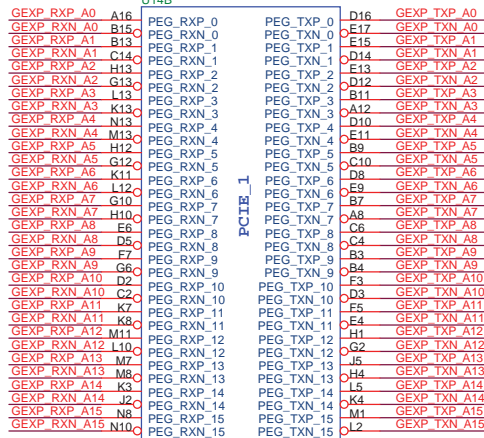 U14B
GEXP_RXP_A0 A16 PEG_RXP_0 PEG_TXP_0 D16 GEXP_TXP_A0
GEXP_RXN_A0 B15 PEG_RXN_0 PEG_TXN_0 E17 GEXP_TXN_A0
GEXP_RXP_A1 B13 PEG_RXP_1 PEG_TXP_1 E15 GEXP_TXP_A1
GEXP_RXN_A1 C14 PEG_RXN_1 PEG_TXN_1 D14 GEXP_TXN_A1
GEXP_RXP_A2 H13 PEG_RXP_2 PEG_TXP_2 E13 GEXP_TXP_A2
GEXP_RXN_A2 G13 PEG_RXN_2 PEG_TXN_2 D12 GEXP_TXN_A2
GEXP_RXP_A3 L13 PEG_RXP_3 PEG_TXP_3 B11 GEXP_TXP_A3
GEXP_RXN_A3 K13 PEG_RXN_3 PEG_TXN_3 A12 GEXP_TXN_A3
GEXP_RXP_A4 N13 PEG_RXP_4 PEG_TXP_4 D10 GEXP_TXP_A4
GEXP_RXN_A4 M13 PEG_RXN_4 PEG_TXN_4 E11 GEXP_TXN_A4
GEXP_RXP_A5 H12 PEG_RXP_5 PEG_TXP_5 B9 GEXP_TXP_A5
GEXP_RXN_A5 G12 PEG_RXN_5 PEG_TXN_5 C10 GEXP_TXN_A5
GEXP_RXP_A6 K11 PEG_RXP_6 PEG_TXP_6 D8 GEXP_TXP_A6
GEXP_RXN_A6 L12 PEG_RXN_6 PEG_TXN_6 E9 GEXP_TXN_A6
GEXP_RXP_A7 G10 PEG_RXP_7 PEG_TXP_7 B7 GEXP_TXP_A7
GEXP_RXN_A7 H10 PEG_RXN_7 PEG_TXN_7 A8 GEXP_TXN_A7
GEXP_RXP_A8 E6 PEG_RXP_8 PEG_TXP_8 C6 GEXP_TXP_A8
GEXP_RXN_A8 D5 PEG_RXN_8 PEG_TXN_8 C4 GEXP_TXN_A8
GEXP_RXP_A9 F7 PEG_RXP_9 PEG_TXP_9 B3 GEXP_TXP_A9
GEXP_RXN_A9 G6 PEG_RXN_9 PEG_TXN_9 B4 GEXP_TXN_A9
GEXP_RXP_A10 D2 PEG_RXP_10 PEG_TXP_10 F3 GEXP_TXP_A10
GEXP_RXN_A10 C2 PEG_RXN_10 PEG_TXN_10 D3 GEXP_TXN_A10
GEXP_RXP_A11 K7 PEG_RXP_11 PEG_TXP_11 F5 GEXP_TXP_A11
GEXP_RXN_A11 K8 PEG_RXN_11 PEG_TXN_11 E4 GEXP_TXN_A11
GEXP_RXP_A12 M11 PEG_RXP_12 PEG_TXP_12 H1 GEXP_TXP_A12
GEXP_RXN_A12 L10 PEG_RXN_12 PEG_TXN_12 G2 GEXP_TXN_A12
GEXP_RXP_A13 M7 PEG_RXP_13 PEG_TXP_13 J5 GEXP_TXP_A13
GEXP_RXN_A13 M8 PEG_RXN_13 PEG_TXN_13 H4 GEXP_TXN_A13
GEXP_RXP_A14 K3 PEG_RXP_14 PEG_TXP_14 L5 GEXP_TXP_A14
GEXP_RXN_A14 J2 PEG_RXN_14 PEG_TXN_14 K4 GEXP_TXN_A14
GEXP_RXP_A15 N8 PEG_RXP_15 PEG_TXP_15 M1 GEXP_TXP_A15
GEXP_RXN_A15 N10 PEG_RXN_15 PEG_TXN_15 L2 GEXP_TXN_A15
PCIE_1